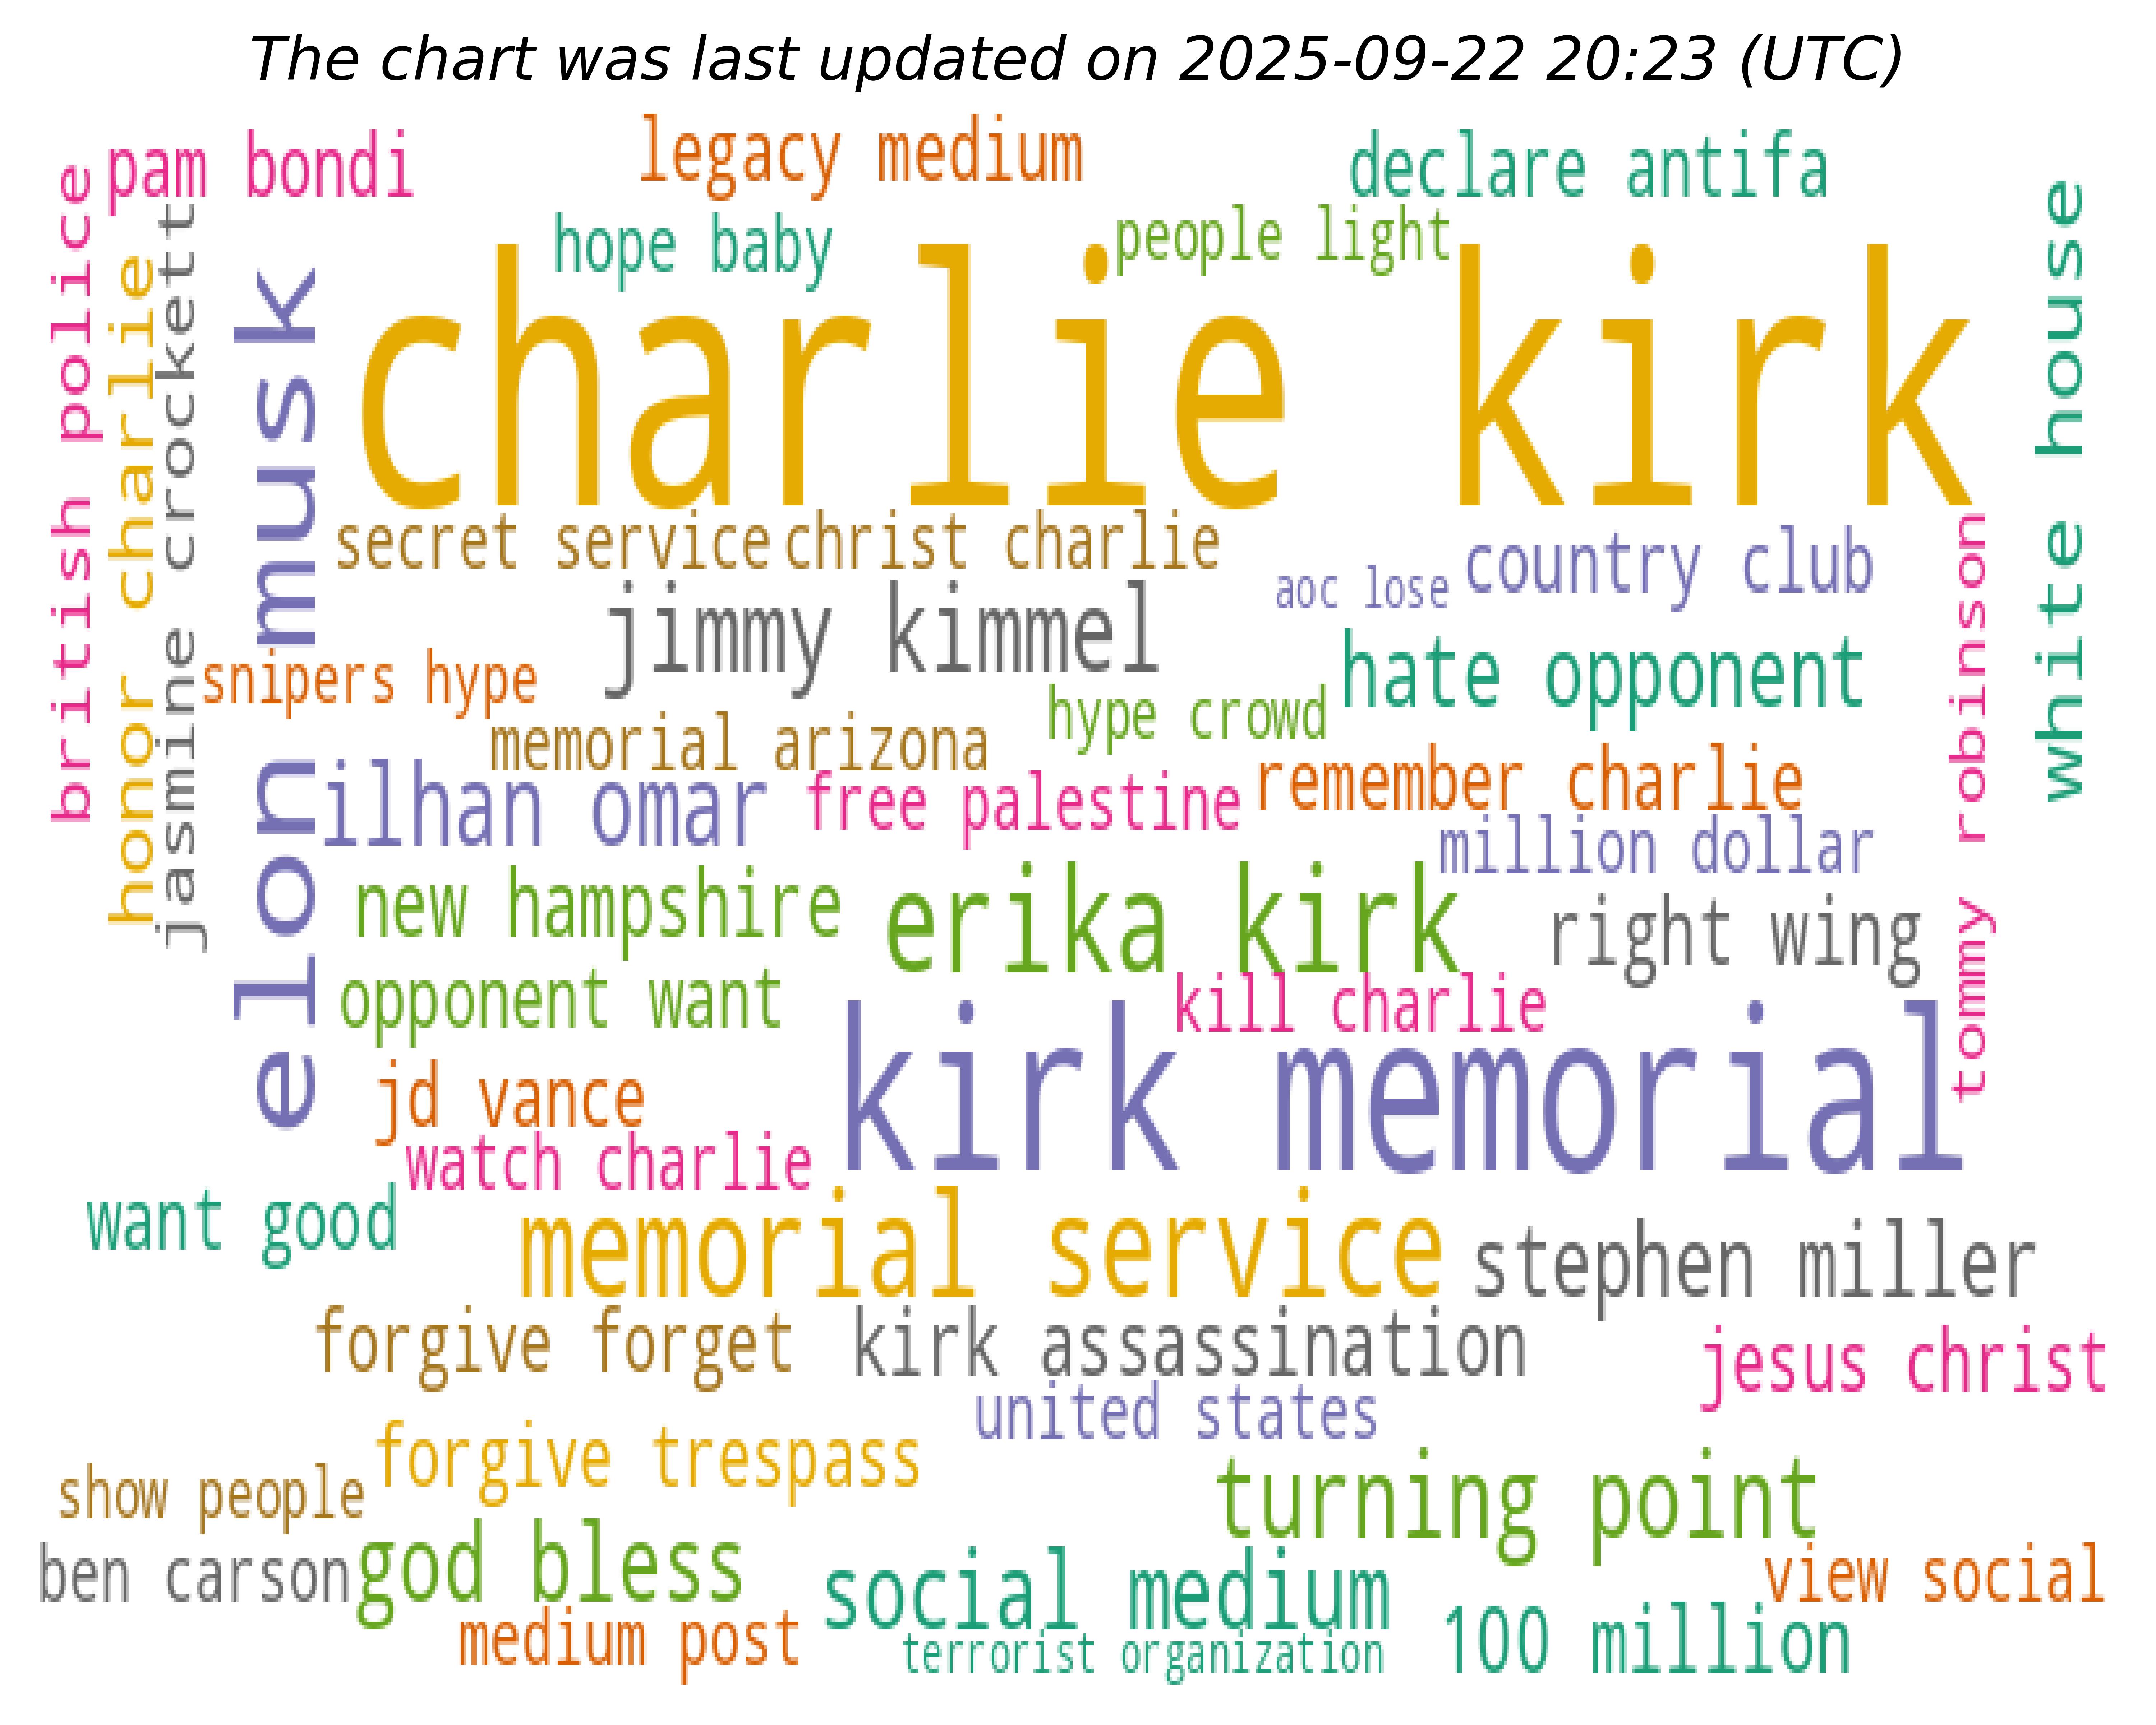 The chart was last updated on 2025-09-22 20:23 (UTC)
pam bondi
legacy medium
declare antifa
british police
honor charlie
jasmine crockett
elon musk
hope baby
people light
white house
charlie kirk
secret service
christ charlie
country club
aoc lose
jimmy kimmel
tommy robinson
snipers hype
hate opponent
hype crowd
memorial arizona
remember charlie
ilhan omar
free palestine
million dollar
new hampshire
erika kirk
right wing
opponent want
kill charlie
kirk memorial
jd vance
watch charlie
want good
memorial service
stephen miller
forgive forget
kirk assassination
jesus christ
united states
forgive trespass
show people
turning point
ben carson
god bless
social medium
view social
medium post
terrorist organization
100 million